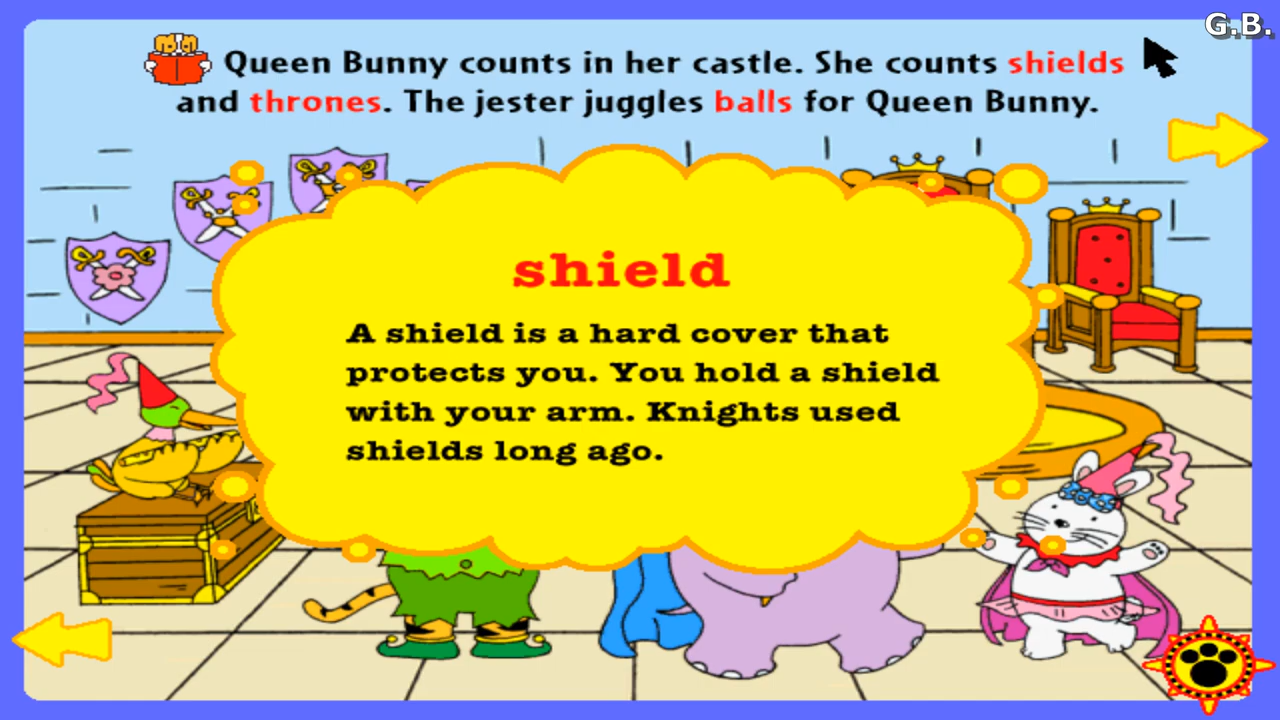 G.B.
Queen Bunny counts in her castle. She counts shields
and thrones. The jester juggles balls for Queen Bunny.
shield
A shield is a hard cover that
protects you. You hold a shield
with your arm. Knights used
shields long ago.